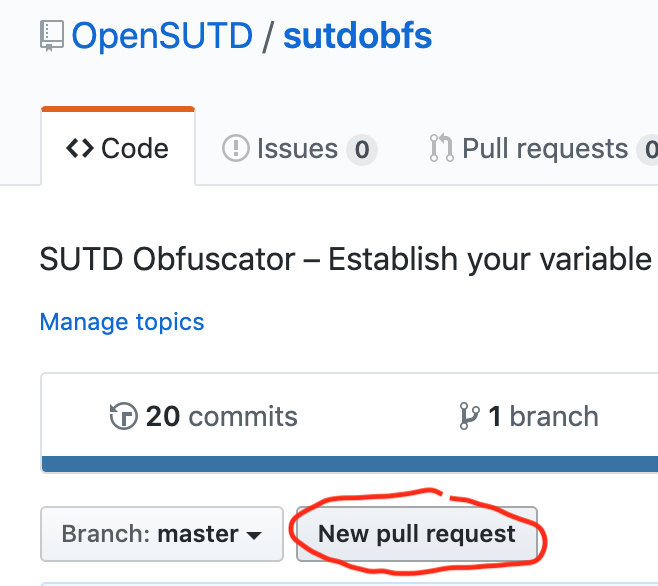 OpenSUTD / sutdobfs
Code Issues 0 Pull requests 0
SUTD Obfuscator – Establish your variable
Manage topics
20 commits 1 branch
Branch: master New pull request